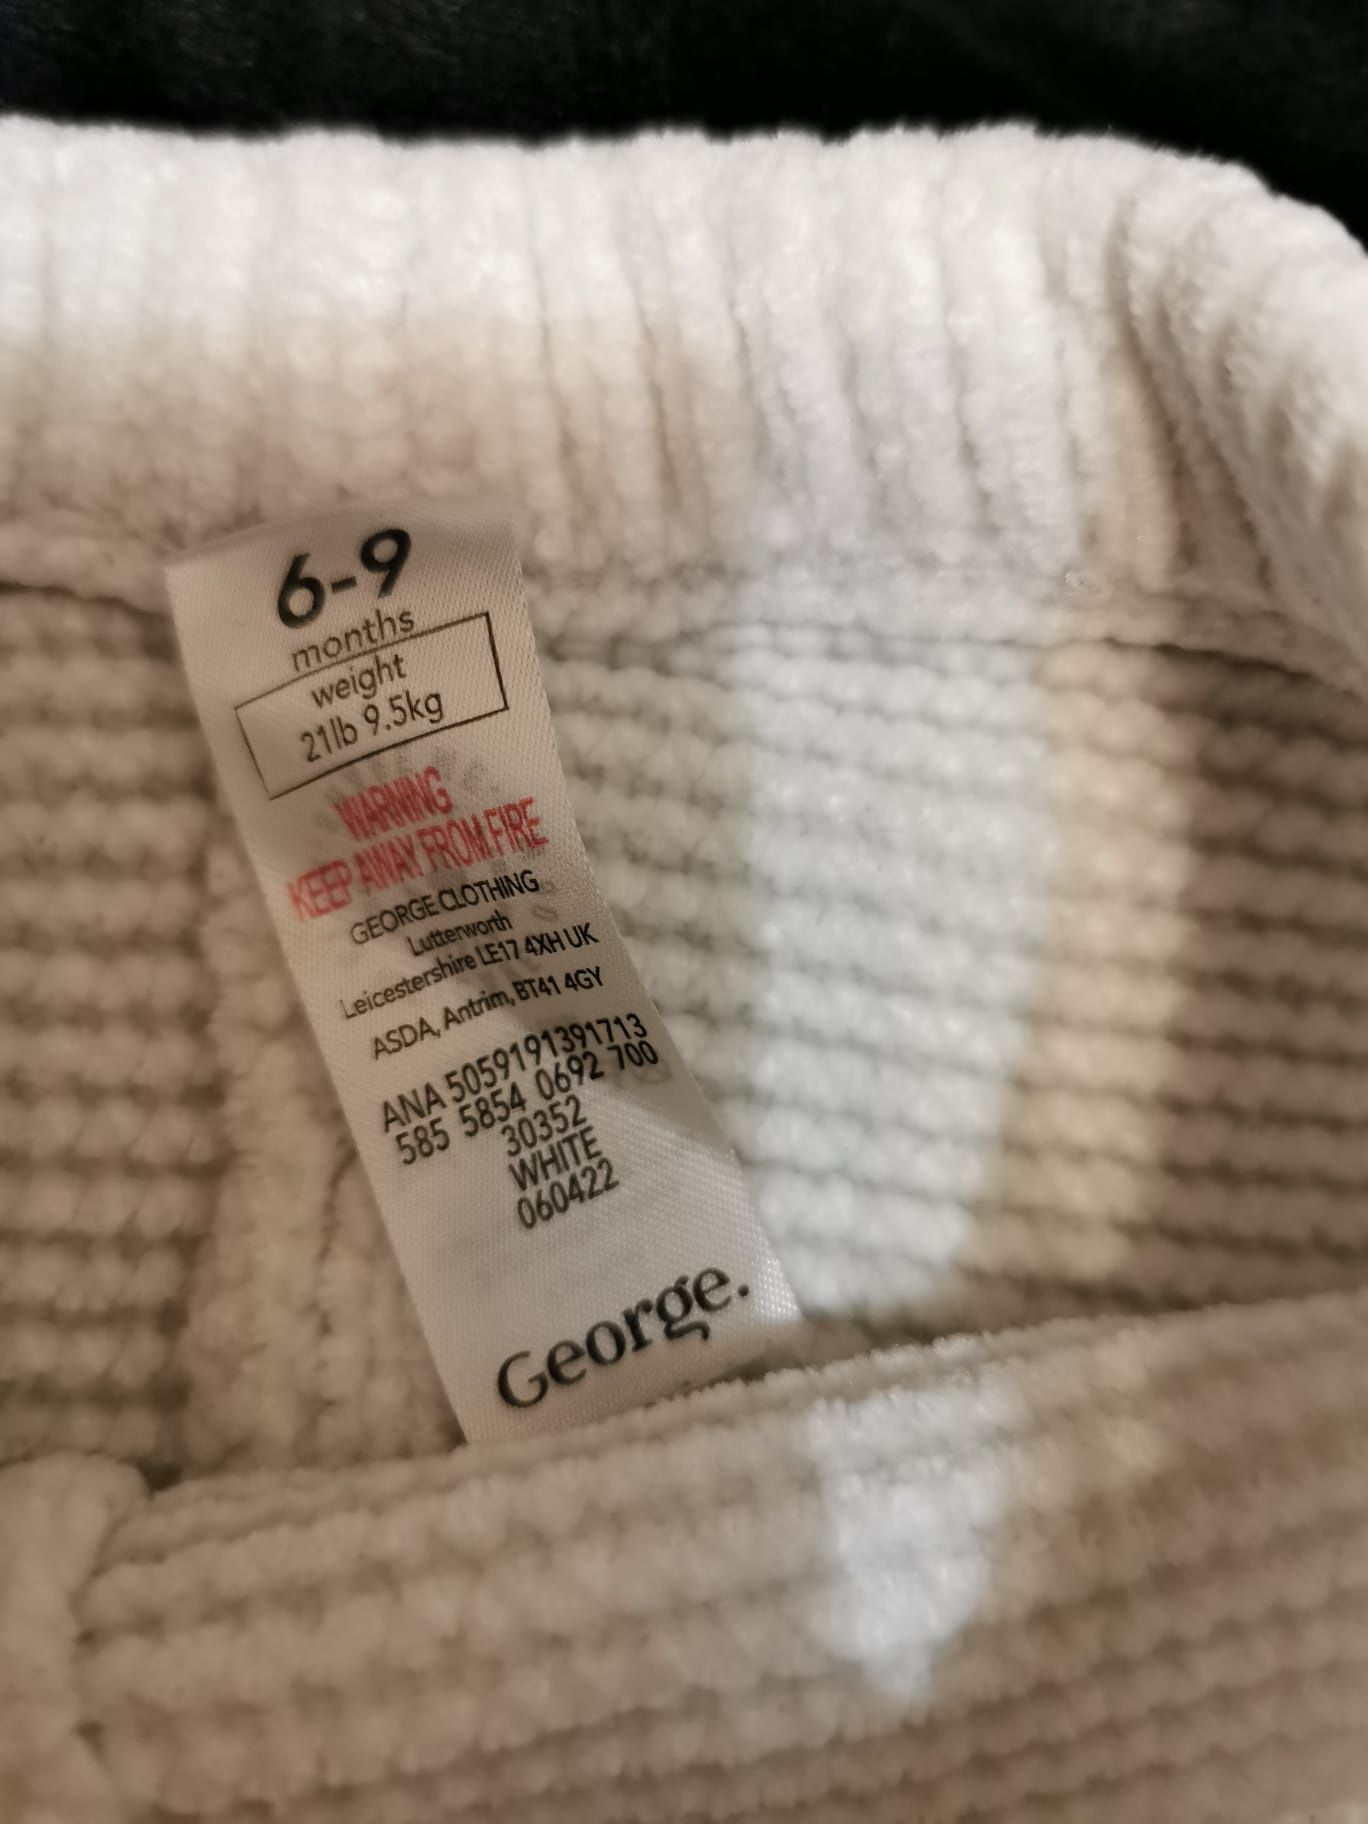 6-9
months
weight
21lb 9.5kg
WARNING
KEEP AWAY FROM FIRE
GEORGE CLOTHING
Lutterworth
Leicestershire LE17 4XH UK
ASDA, Antrim, BT41 4GY
ANA 5059191391713
585 5854 0692 700
30352
WHITE
060422
George.